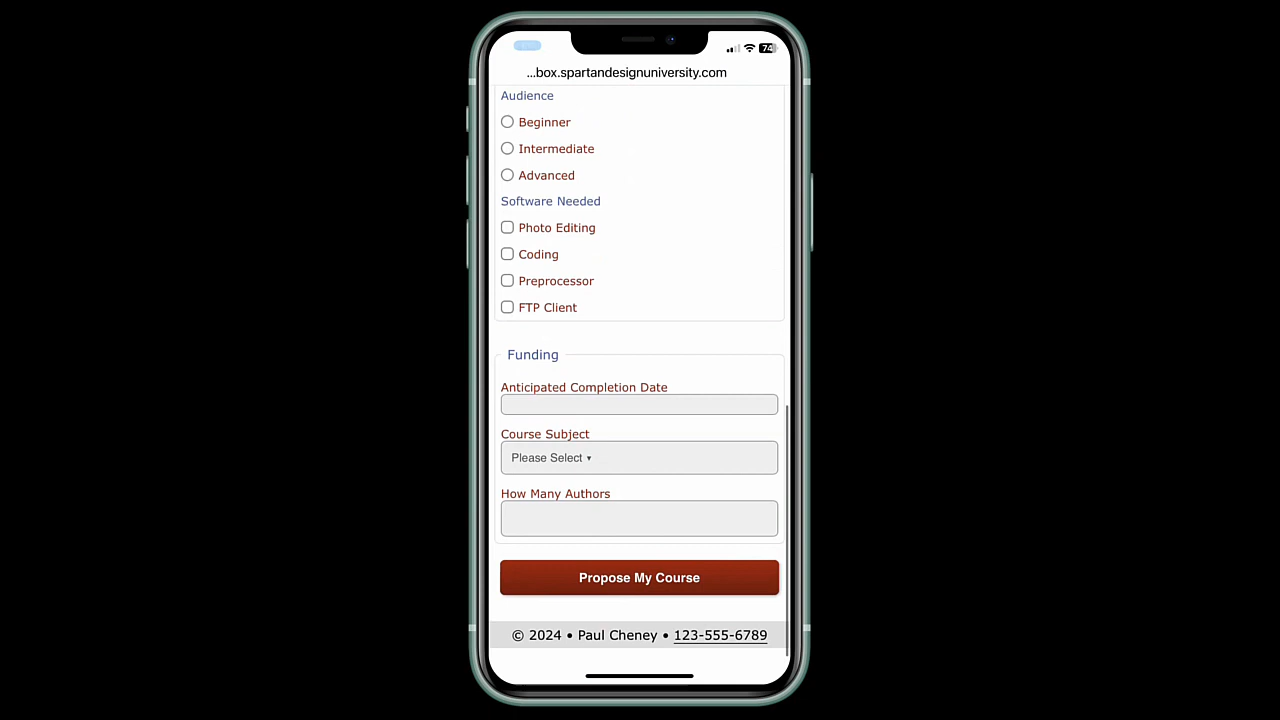 74
...box.spartandesignuniversity.com
Audience
Beginner
Intermediate
Advanced
Software Needed
Photo Editing
Coding
Preprocessor
FTP Client
Funding
Anticipated Completion Date
Course Subject
Please Select ▾
How Many Authors
Propose My Course
© 2024 • Paul Cheney • 123-555-6789